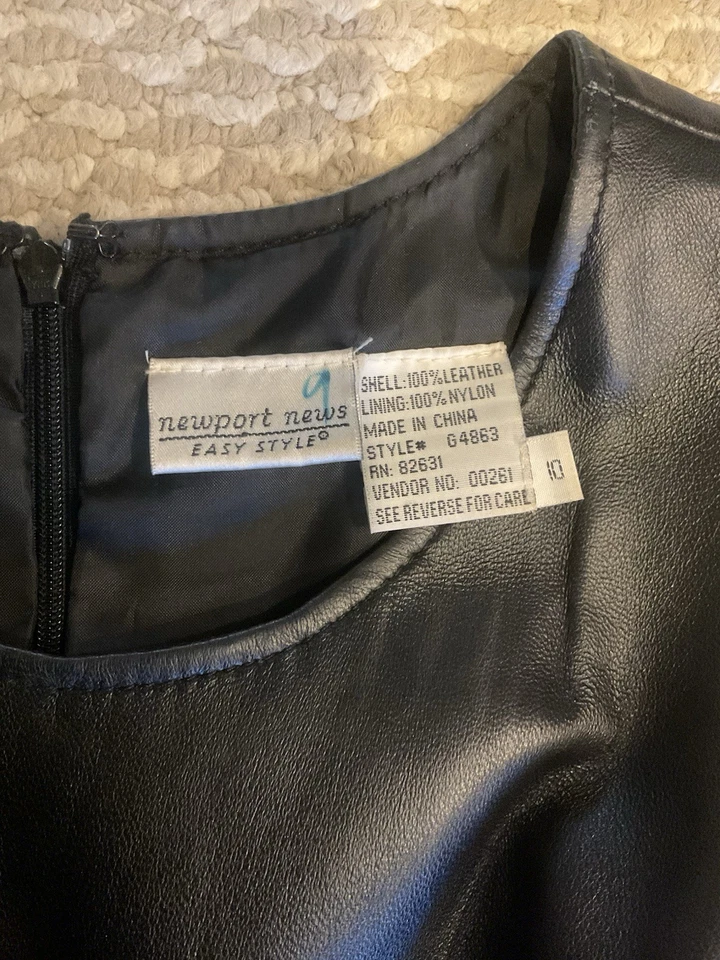 9
newport news
EASY STYLE©
SHELL:100%LEATHER
LINING:100%NYLON
MADE IN CHINA
STYLE# G4863
RN: 82631
VENDOR NO: 00261
SEE REVERSE FOR CARE
10